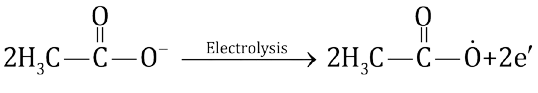 O O
2H₃C—C—O⁻ Electrolysis 2H₃C—C—Ȯ+2e′